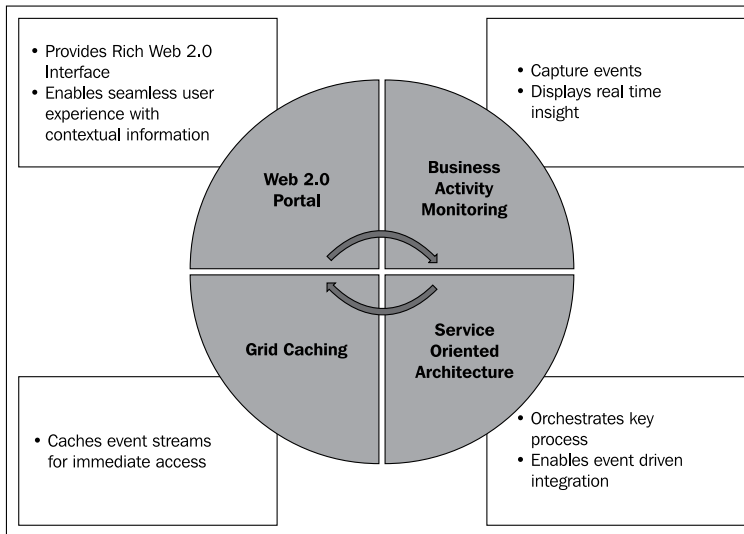 • Provides Rich Web 2.0
Interface
• Enables seamless user
experience with
contextual information
• Capture events
• Displays real time
insight
Web 2.0
Portal
Business
Activity
Monitoring
Grid Caching
Service
Oriented
Architecture
• Caches event streams
for immediate access
• Orchestrates key
process
• Enables event driven
integration